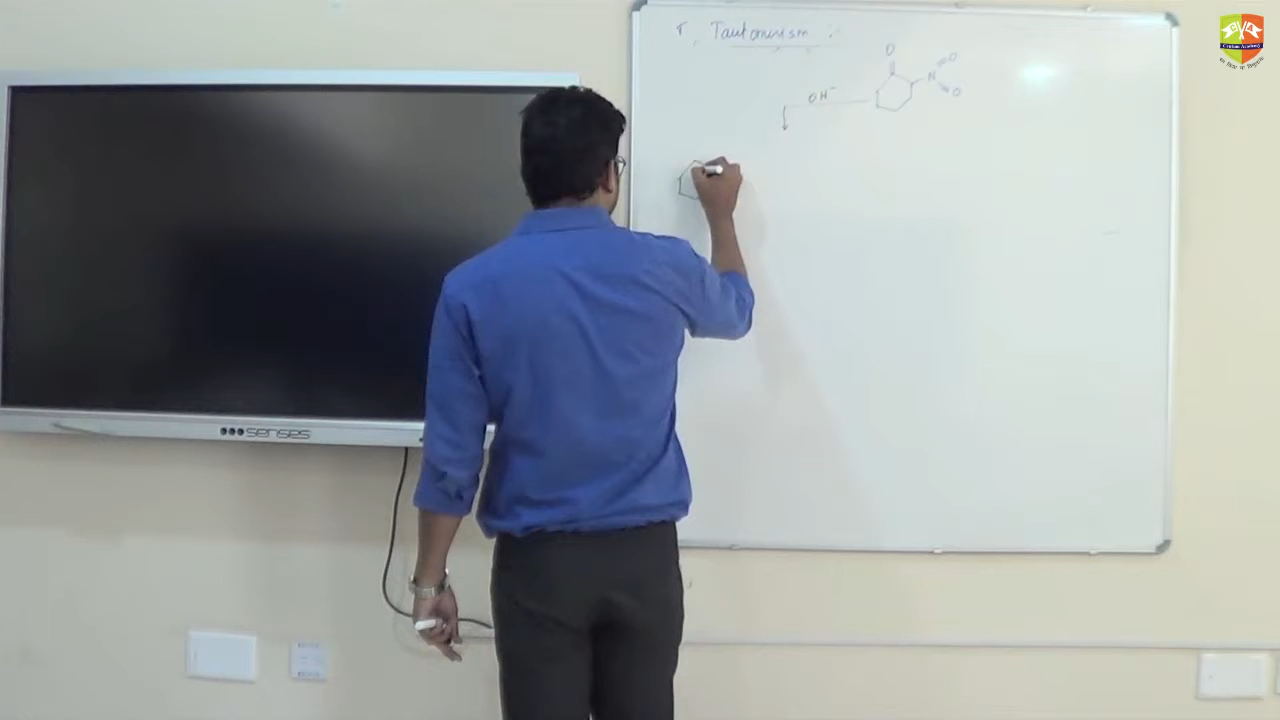 Tautomerism :-
O
N
O
O
OH⁻
senses